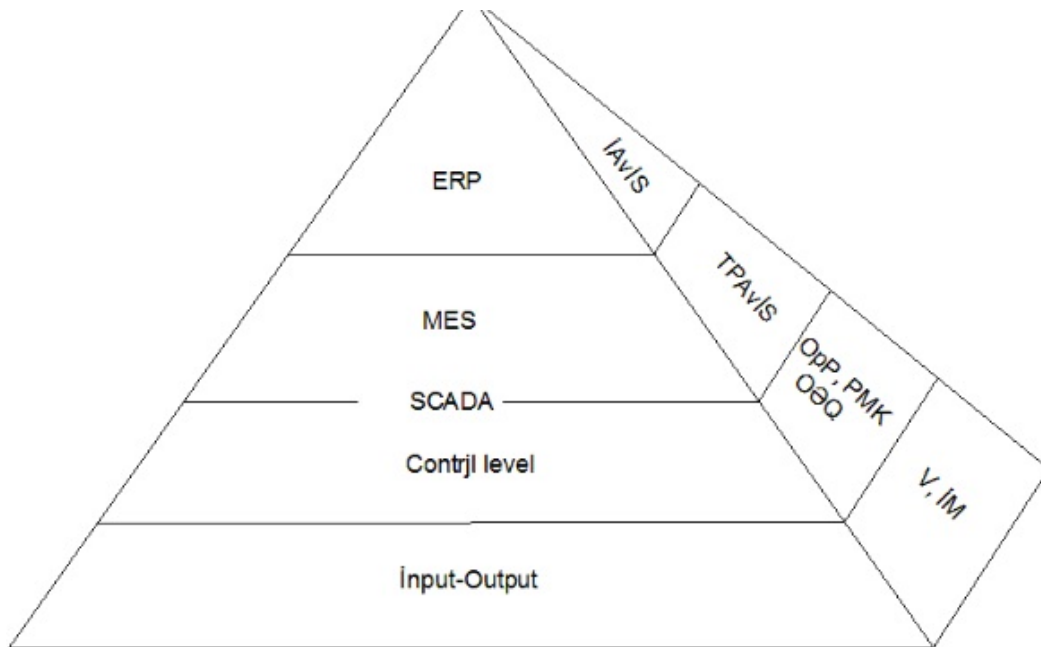 ERP
İAvİS
MES
TPAvİS
SCADA
OpP, PMK
OƏQ
Contrjl level
V, İM
İnput-Output